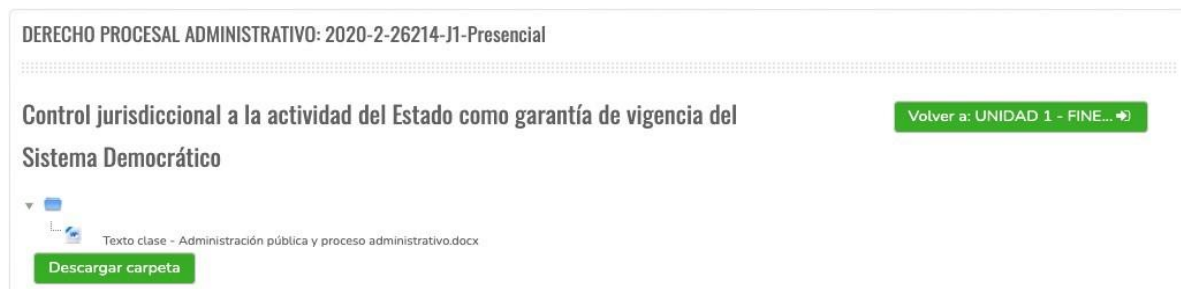 DERECHO PROCESAL ADMINISTRATIVO: 2020-2-26214-J1-Presencial
Control jurisdiccional a la actividad del Estado como garantía de vigencia del
Sistema Democrático
Volver a: UNIDAD 1 - FINE...
Texto clase - Administración pública y proceso administrativo.docx
Descargar carpeta